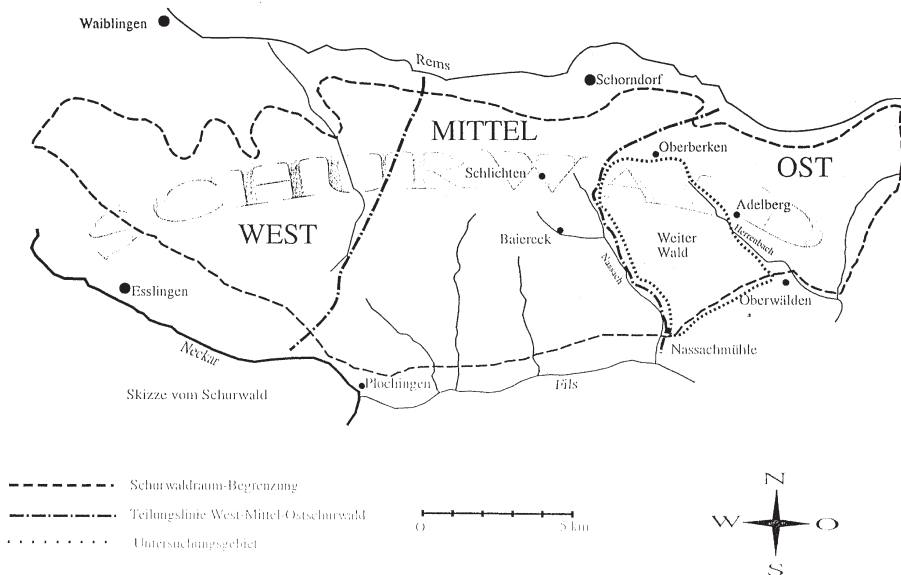 Waiblingen
Rems
Schorndorf
MITTEL
Oberberken
OST
Schlichten
SCHURWALD
Adelberg
WEST
Baiereck
Weiter
Wald
Herrenbach
Nassach
Esslingen
Oberwälden
Neckar
Nassachmühle
Plochingen
Fils
Skizze vom Schurwald
Schurwaldraum-Begrenzung
Teilungslinie West-Mittel-Ostschurwald
Untersuchungsgebiet
0
5 km
N
W
O
S